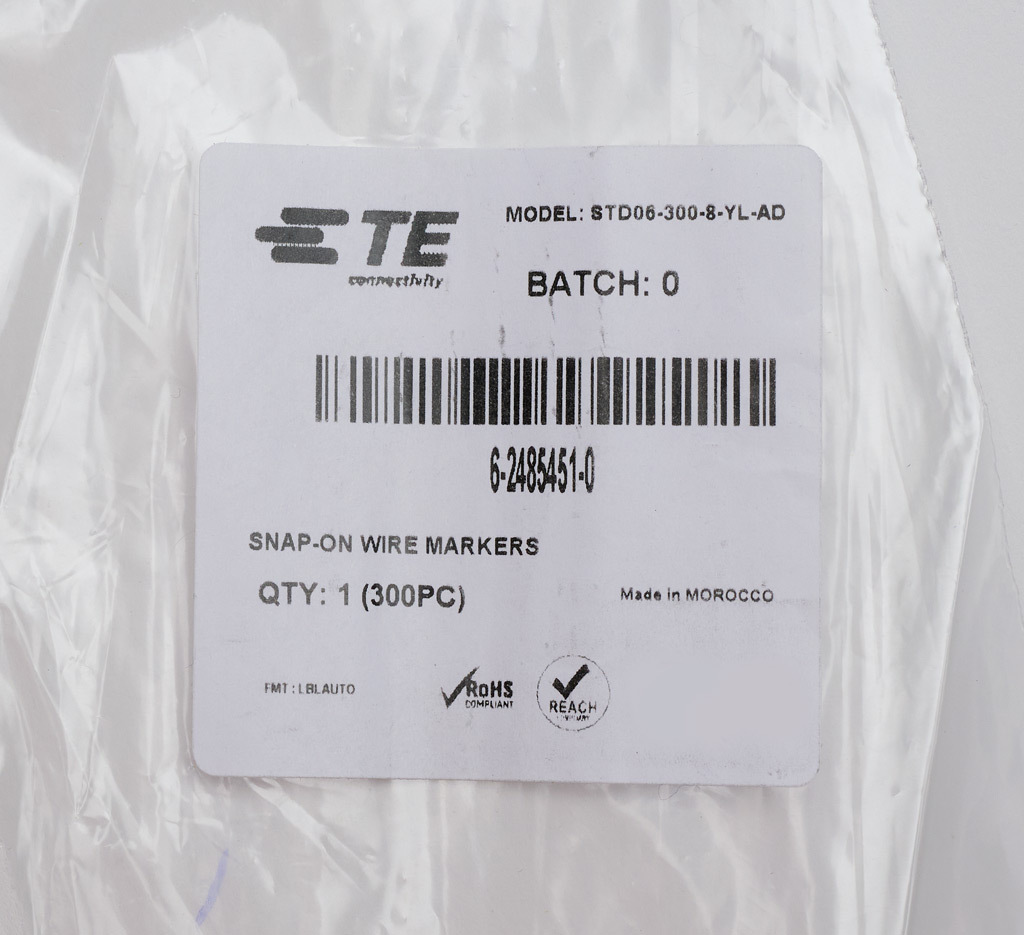 TE
connectivity
MODEL: STD06-300-8-YL-AD
BATCH: 0
6-2485451-0
SNAP-ON WIRE MARKERS
QTY: 1 (300PC)
Made in MOROCCO
FMT : LBLAUTO
RoHS
COMPLIANT
REACH